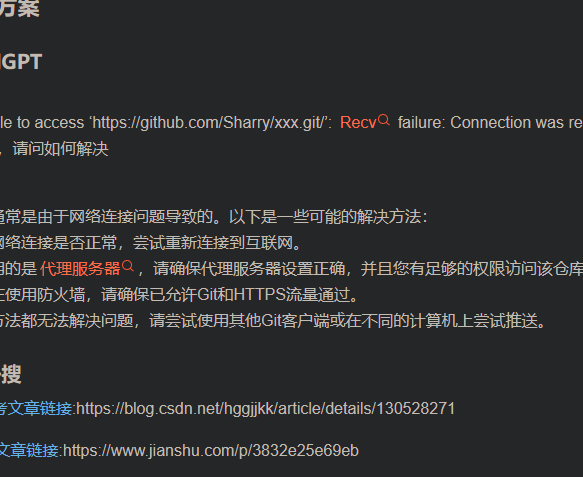 方案
GPT
le to access ‘https://github.com/Sharry/xxx.git/’: Recv failure: Connection was re
，请问如何解决
通常是由于网络连接问题导致的。以下是一些可能的解决方法：
网络连接是否正常，尝试重新连接到互联网。
用的是 代理服务器 ，请确保代理服务器设置正确，并且您有足够的权限访问该仓库
在使用防火墙，请确保已允许Git和HTTPS流量通过。
方法都无法解决问题，请尝试使用其他Git客户端或在不同的计算机上尝试推送。
搜
考文章链接:https://blog.csdn.net/hggjjkk/article/details/130528271
文章链接:https://www.jianshu.com/p/3832e25e69eb